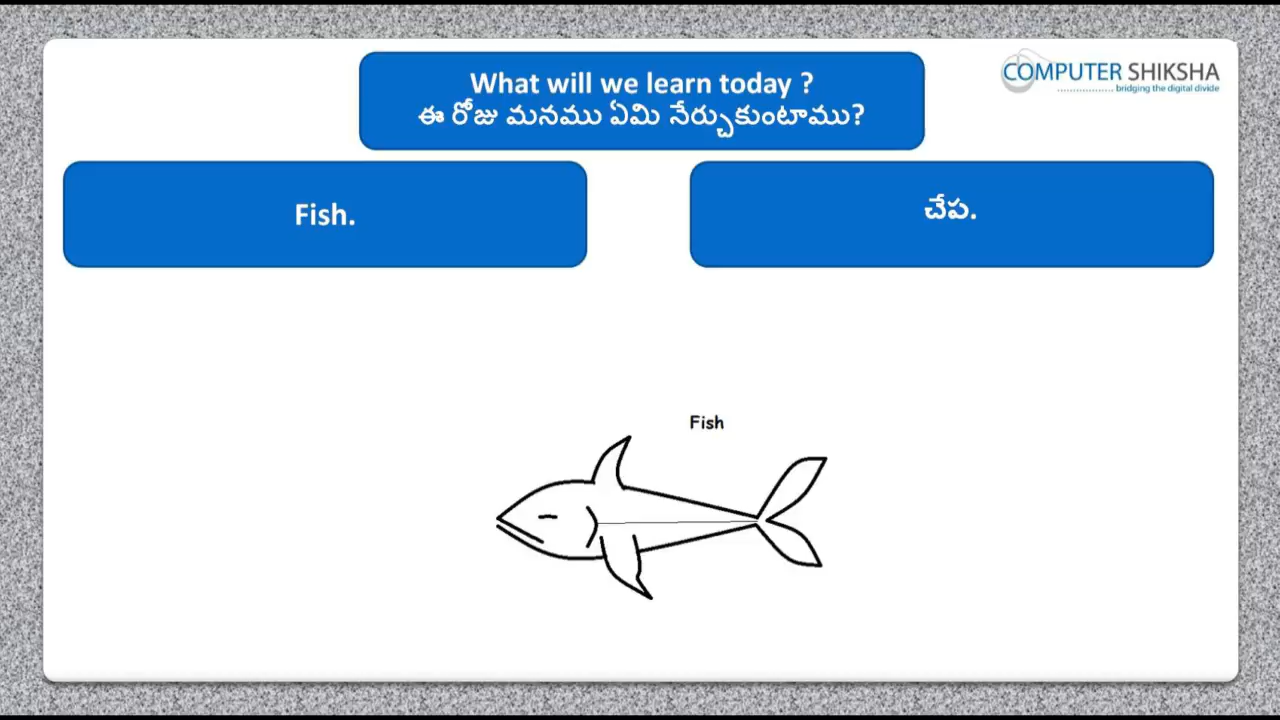 What will we learn today ?
ఈ రోజు మనము ఏమి నేర్చుకుంటాము?
COMPUTER SHIKSHA
bridging the digital divide
Fish.
చేప.
Fish